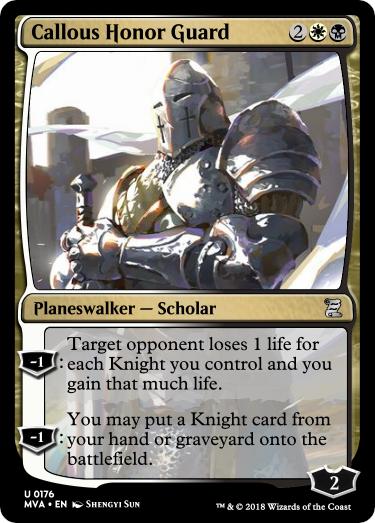 Callous Honor Guard 2
Planeswalker — Scholar
-1: Target opponent loses 1 life for
each Knight you control and you
gain that much life.
-1: You may put a Knight card from
your hand or graveyard onto the
battlefield.
2
U 0176
MVA • EN Shengyi Sun
™ & © 2018 Wizards of the Coast